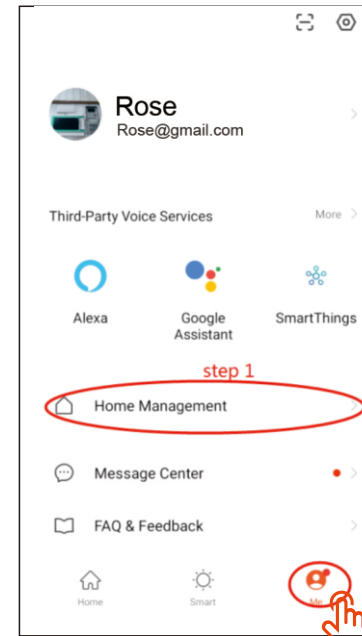 Rose
Rose@gmail.com
Third-Party Voice Services
More
Alexa
Google
Assistant
SmartThings
step 1
Home Management
Message Center
FAQ & Feedback
Home
Smart
Me